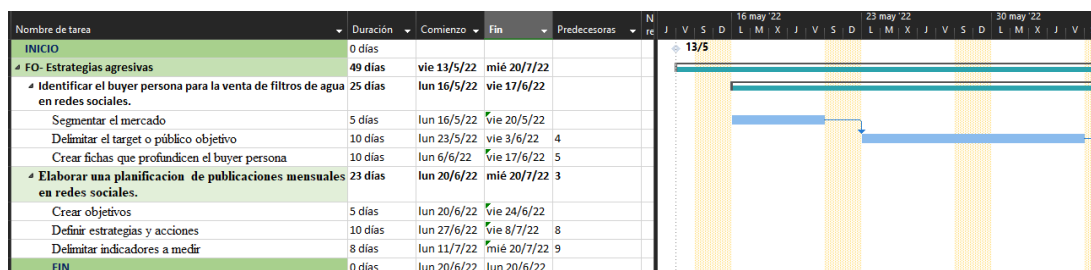 16 may '22 23 may '22 30 may '22
Nombre de tarea Duración Comienzo Fin Predecesoras N re J V S D L M X J V S D L M X J V S D L M X J V
INICIO 0 días 13/5
FO- Estrategias agresivas 49 días vie 13/5/22 mié 20/7/22
Identificar el buyer persona para la venta de filtros de agua 25 días lun 16/5/22 vie 17/6/22
en redes sociales.
Segmentar el mercado 5 días lun 16/5/22 vie 20/5/22
Delimitar el target o público objetivo 10 días lun 23/5/22 vie 3/6/22 4
Crear fichas que profundicen el buyer persona 10 días lun 6/6/22 vie 17/6/22 5
Elaborar una planificacion de publicaciones mensuales 23 días lun 20/6/22 mié 20/7/22 3
en redes sociales.
Crear objetivos 5 días lun 20/6/22 vie 24/6/22
Definir estrategias y acciones 10 días lun 27/6/22 vie 8/7/22 8
Delimitar indicadores a medir 8 días lun 11/7/22 mié 20/7/22 9
FIN 0 días lun 20/6/22 lun 20/6/22